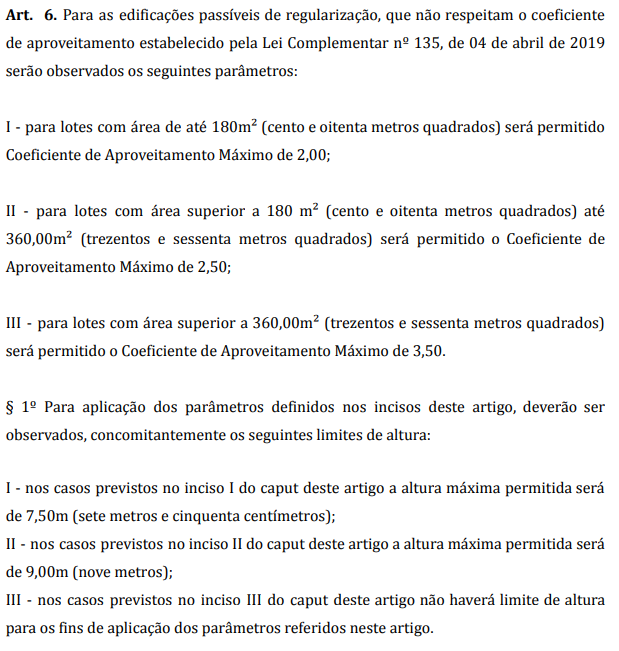 Art. 6. Para as edificações passíveis de regularização, que não respeitam o coeficiente
de aproveitamento estabelecido pela Lei Complementar nº 135, de 04 de abril de 2019
serão observados os seguintes parâmetros:
I - para lotes com área de até 180m² (cento e oitenta metros quadrados) será permitido
Coeficiente de Aproveitamento Máximo de 2,00;
II - para lotes com área superior a 180 m² (cento e oitenta metros quadrados) até
360,00m² (trezentos e sessenta metros quadrados) será permitido o Coeficiente de
Aproveitamento Máximo de 2,50;
III - para lotes com área superior a 360,00m² (trezentos e sessenta metros quadrados)
será permitido o Coeficiente de Aproveitamento Máximo de 3,50.
§ 1º Para aplicação dos parâmetros definidos nos incisos deste artigo, deverão ser
observados, concomitantemente os seguintes limites de altura:
I - nos casos previstos no inciso I do caput deste artigo a altura máxima permitida será
de 7,50m (sete metros e cinquenta centímetros);
II - nos casos previstos no inciso II do caput deste artigo a altura máxima permitida será
de 9,00m (nove metros);
III - nos casos previstos no inciso III do caput deste artigo não haverá limite de altura
para os fins de aplicação dos parâmetros referidos neste artigo.